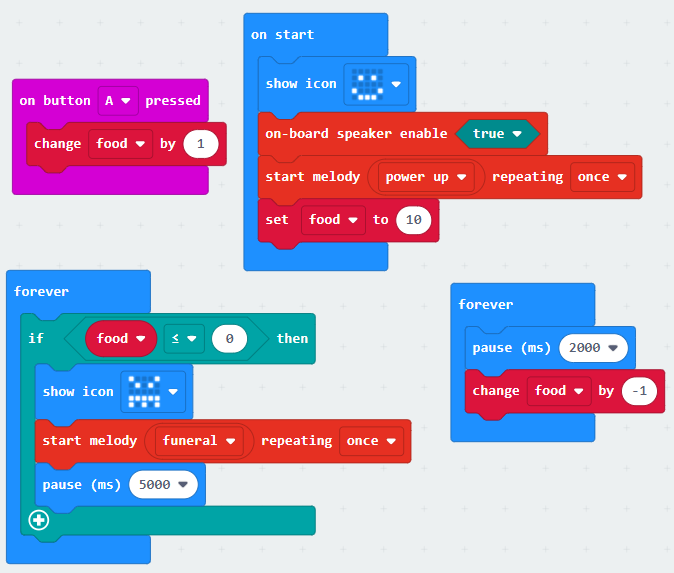 on start
show icon
on-board speaker enable true
start melody power up repeating once
set food to 10
on button A pressed
change food by 1
forever
if food ≤ 0 then
show icon
start melody funeral repeating once
pause (ms) 5000
forever
pause (ms) 2000
change food by -1